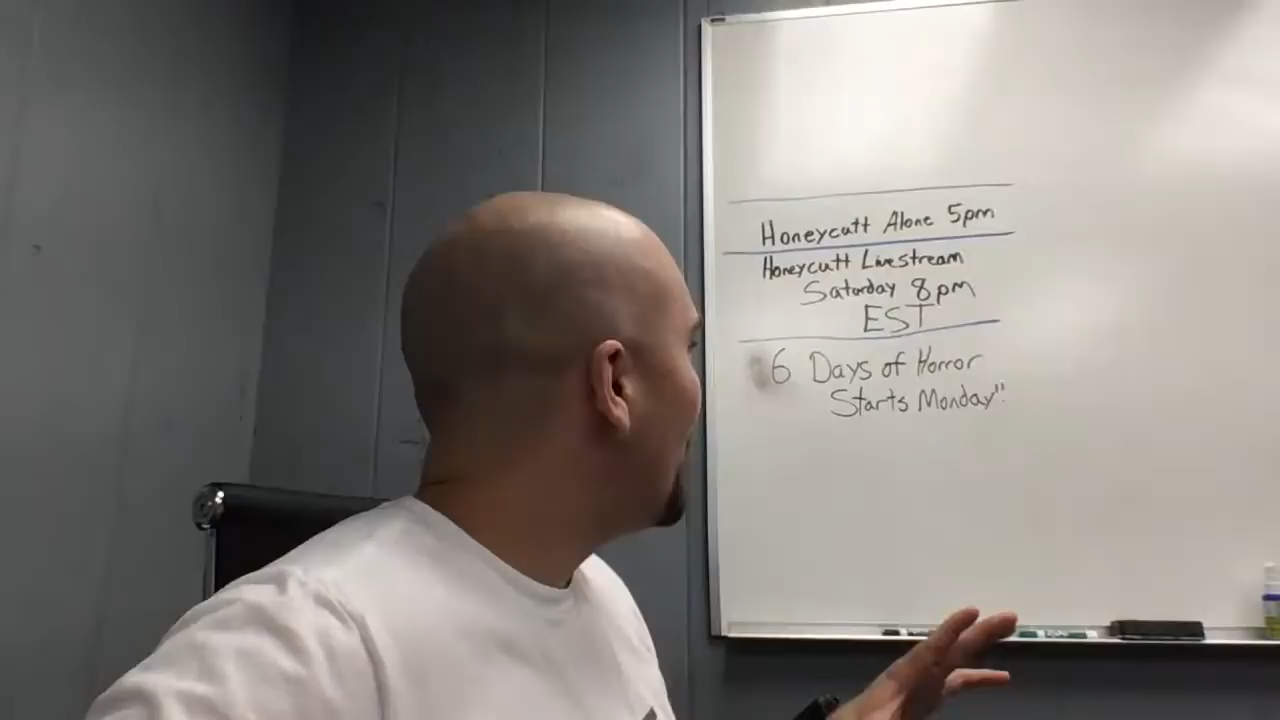 Honeycutt Alone 5pm
Honeycutt Livestream
Saturday 8pm
EST
6 Days of Horror
Starts Monday"